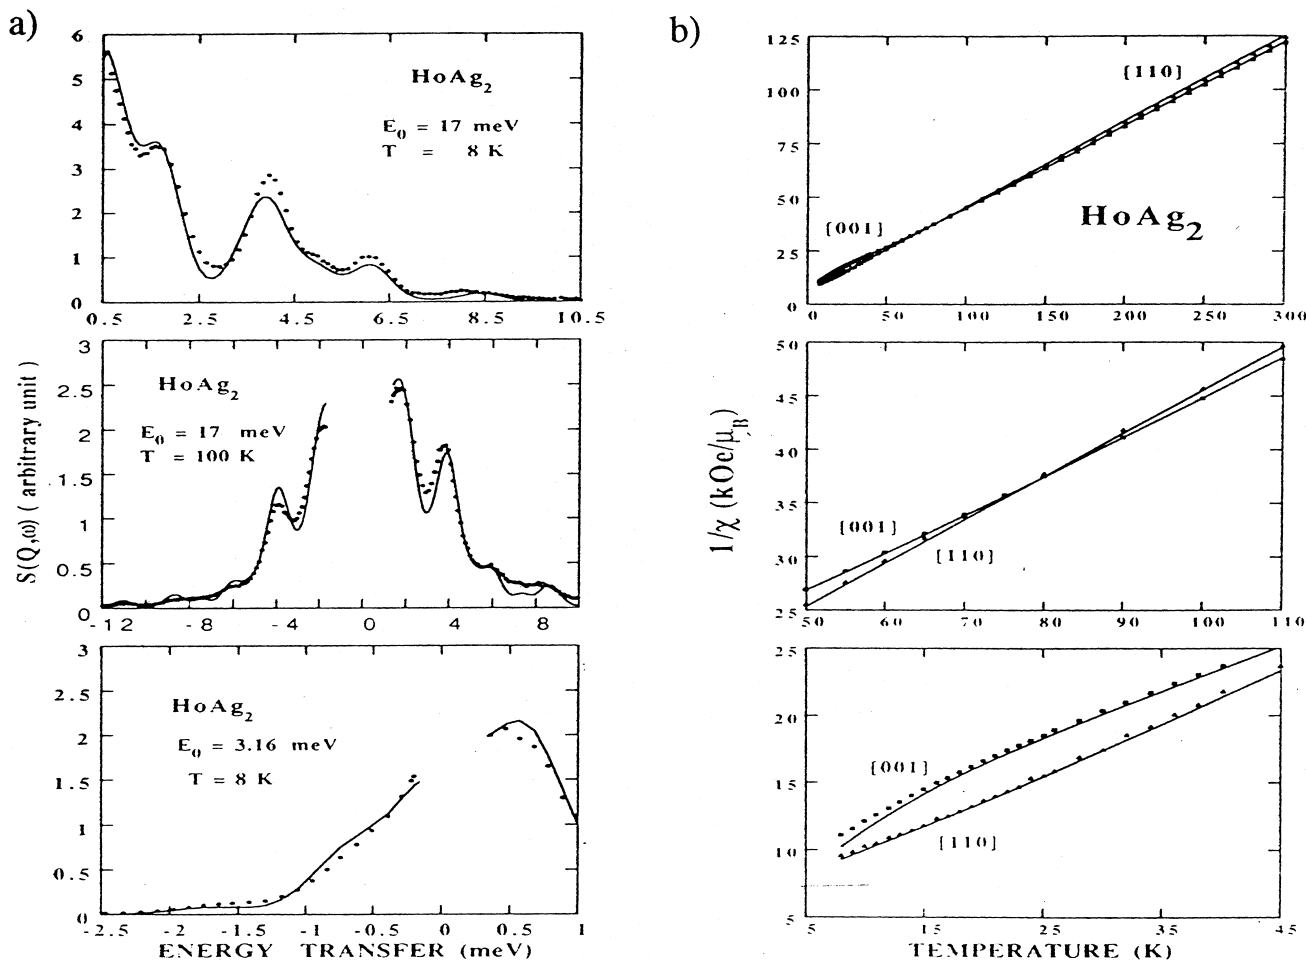 a)
6
5
4
3
2
1
0
HoAg2
E0 = 17 meV
T = 8 K
0.5 2.5 4.5 6.5 8.5 10.5
3
2.5
2
1.5
1
0.5
0
HoAg2
E0 = 17 meV
T = 100 K
-12 -8 -4 0 4 8
3
2.5
2
1.5
1
0.5
0
HoAg2
E0 = 3.16 meV
T = 8 K
-2.5 -2 -1.5 -1 -0.5 0 0.5 1
S(Q,ω) ( arbitrary unit )
ENERGY TRANSFER (meV)
b)
125
100
75
50
25
0
[110]
[001]
HoAg2
0 50 100 150 200 250 300
50
45
40
35
30
25
[001]
[110]
50 60 70 80 90 100 110
25
20
15
10
5
[001]
[110]
5 15 25 35 45
1/χ (kOe/μB)
TEMPERATURE (K)